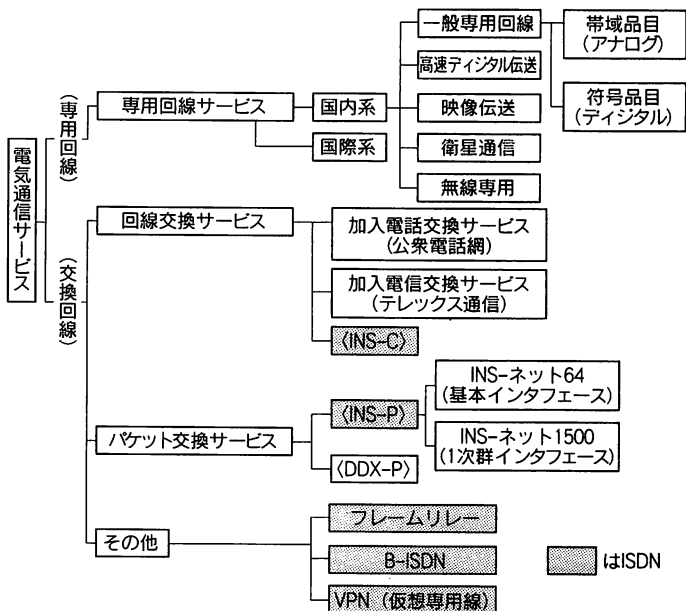 電気通信サービス
(専用回線)
専用回線サービス
国内系
一般専用回線
帯域品目
(アナログ)
符号品目
(ディジタル)
高速ディジタル伝送
映像伝送
衛星通信
無線専用
国際系
(交換回線)
回線交換サービス
加入電話交換サービス
(公衆電話網)
加入電信交換サービス
(テレックス通信)
〈INS-C〉
パケット交換サービス
〈INS-P〉
INS-ネット64
(基本インタフェース)
INS-ネット1500
(1次群インタフェース)
〈DDX-P〉
その他
フレームリレー
B-ISDN
VPN(仮想専用線)
はISDN